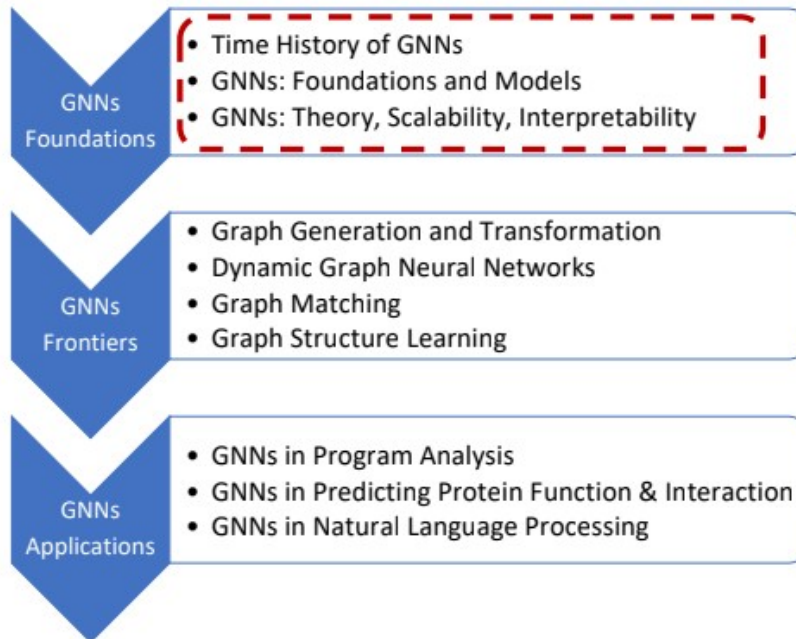 GNNs
Foundations
• Time History of GNNs
• GNNs: Foundations and Models
• GNNs: Theory, Scalability, Interpretability
GNNs
Frontiers
• Graph Generation and Transformation
• Dynamic Graph Neural Networks
• Graph Matching
• Graph Structure Learning
GNNs
Applications
• GNNs in Program Analysis
• GNNs in Predicting Protein Function & Interaction
• GNNs in Natural Language Processing